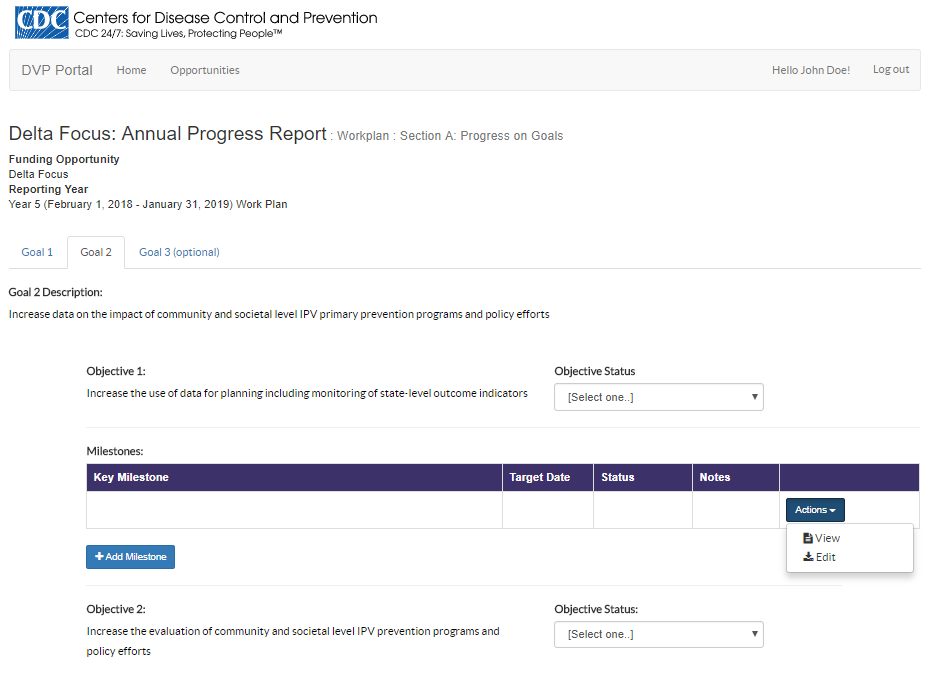 CDC Centers for Disease Control and Prevention
CDC 24/7: Saving Lives, Protecting People™
DVP Portal Home Opportunities Hello John Doe! Log out
Delta Focus: Annual Progress Report : Workplan : Section A: Progress on Goals
Funding Opportunity
Delta Focus
Reporting Year
Year 5 (February 1, 2018 - January 31, 2019) Work Plan
Goal 1 Goal 2 Goal 3 (optional)
Goal 2 Description:
Increase data on the impact of community and societal level IPV primary prevention programs and policy efforts
Objective 1: Objective Status
Increase the use of data for planning including monitoring of state-level outcome indicators [Select one..]
Milestones:
Key Milestone Target Date Status Notes
Actions
View
Edit
Add Milestone
Objective 2: Objective Status:
Increase the evaluation of community and societal level IPV prevention programs and [Select one..]
policy efforts